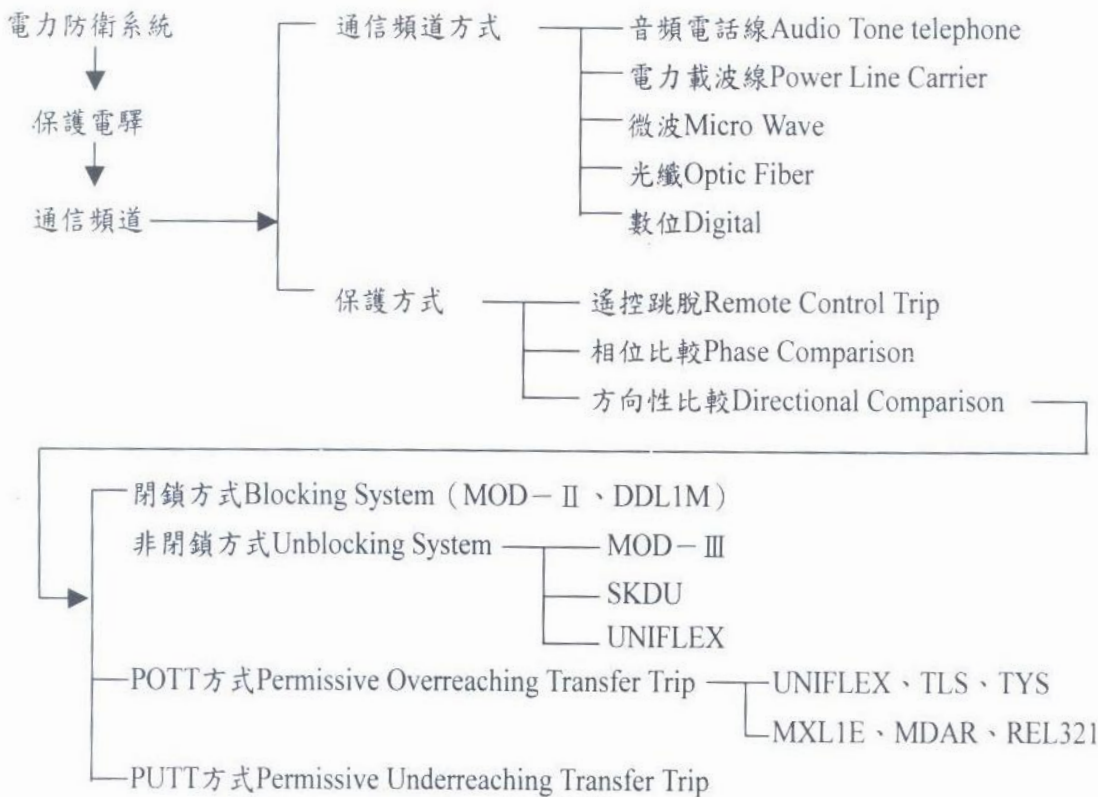 電力防衛系統
保護電驛
通信頻道
通信頻道方式
音頻電話線Audio Tone telephone
電力載波線Power Line Carrier
微波Micro Wave
光纖Optic Fiber
數位Digital
保護方式
遙控跳脫Remote Control Trip
相位比較Phase Comparison
方向性比較Directional Comparison
閉鎖方式Blocking System（MOD－Ⅱ、DDL1M）
非閉鎖方式Unblocking System
MOD－Ⅲ
SKDU
UNIFLEX
POTT方式Permissive Overreaching Transfer Trip
UNIFLEX、TLS、TYS
MXL1E、MDAR、REL321
PUTT方式Permissive Underreaching Transfer Trip